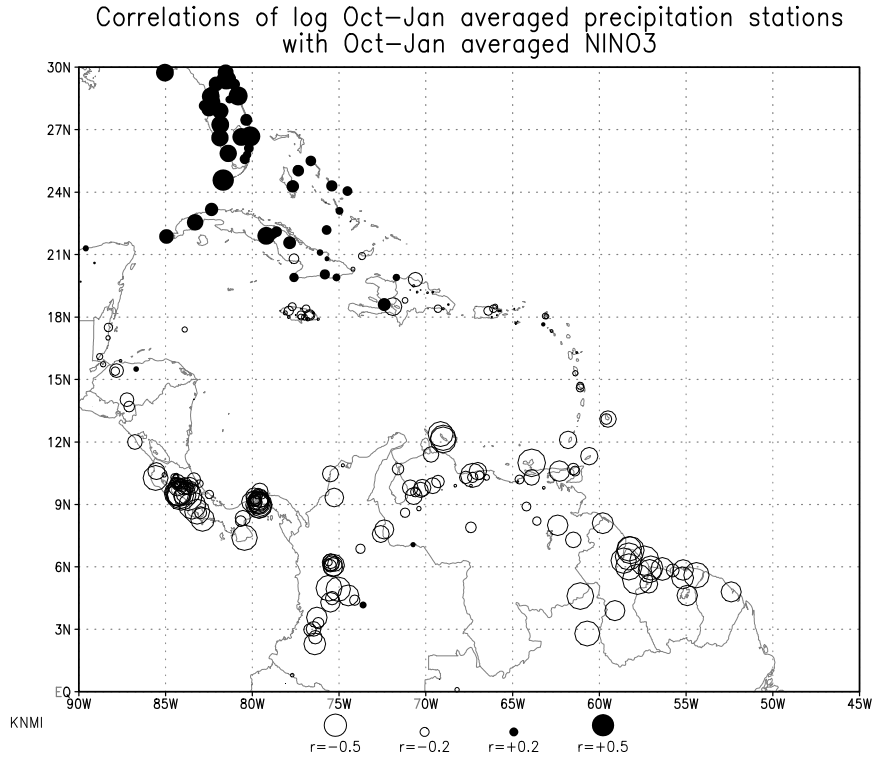 Correlations of log Oct-Jan averaged precipitation stations
with Oct-Jan averaged NINO3
30N
27N
24N
21N
18N
15N
12N
9N
6N
3N
EQ
90W 85W 80W 75W 70W 65W 60W 55W 50W 45W
KNMI
r=-0.5 r=-0.2 r=+0.2 r=+0.5